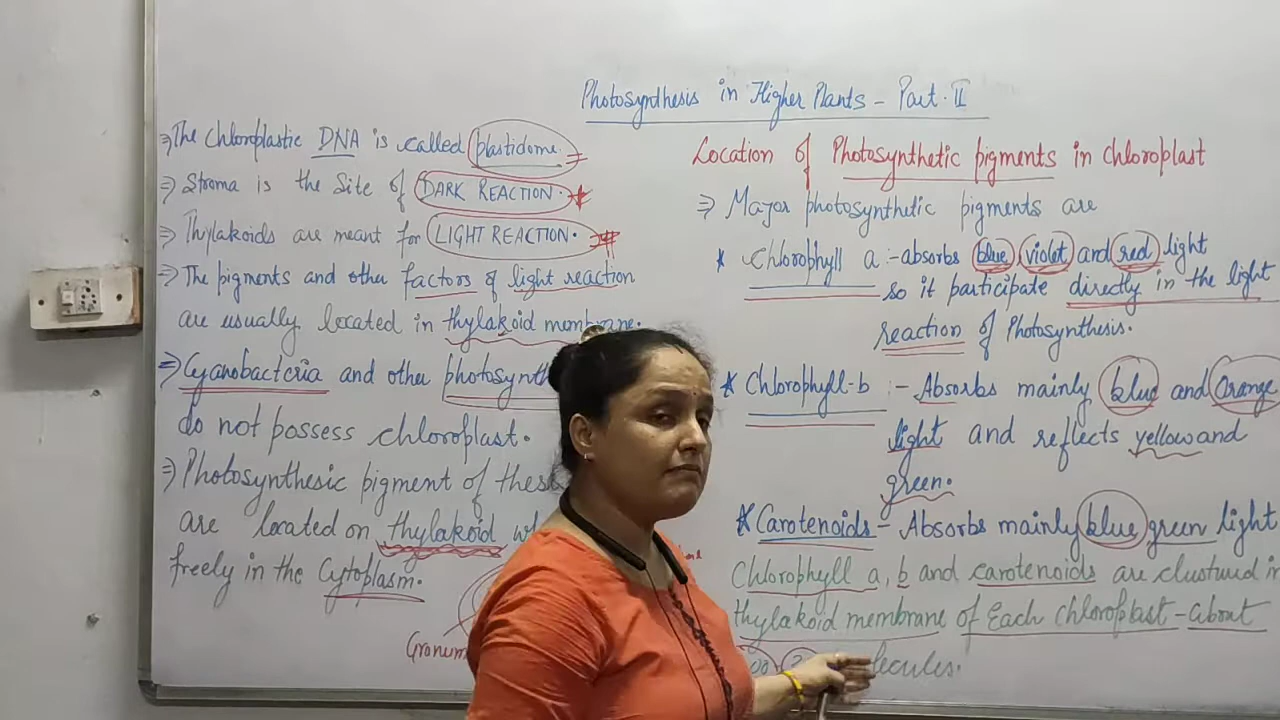 Photosynthesis in Higher Plants - Part II
⇒ The Chloroplastic DNA is called plastidome.
⇒ Stroma is the Site of DARK REACTION.
⇒ Thylakoids are meant for LIGHT REACTION.
⇒ The pigments and other factors of light reaction
are usually located in thylakoid membrane.
⇒ Cyanobacteria and other
do not possess chloroplast.
⇒ Photosynthesic pigment of these
are located on thylakoid
freely in the Cytoplasm.
Location of Photosynthetic pigments in chloroplast
⇒ Major photosynthetic pigments are
* Chlorophyll a :- absorbs blue, violet and red light
so it participate directly in the light
reaction of Photosynthesis.
* Chlorophyll-b :- Absorbs mainly blue and orange
light and reflects yellow and
green.
* Carotenoids - Absorbs mainly blue green light
Chlorophyll a, b and carotenoids are clustured in
thylakoid membrane of Each chloroplast - about